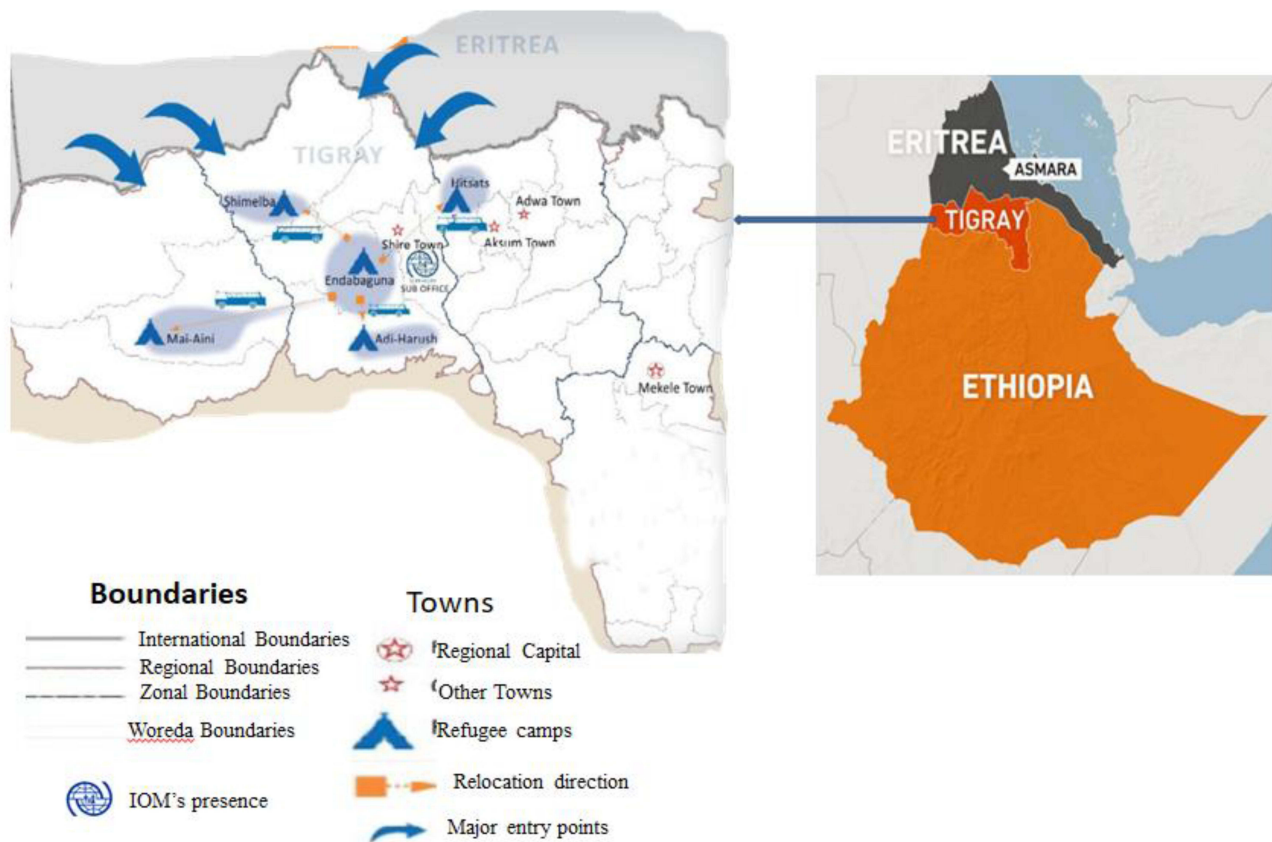 ERITREA
TIGRAY
Shimelba
Hitsats
Adwa Town
Shire Town
Aksum Town
Endabaguna
SUB OFFICE
Mai-Aini
Adi-Harush
Mekele Town
ERITREA
ASMARA
TIGRAY
ETHIOPIA
Boundaries
International Boundaries
Regional Boundaries
Zonal Boundaries
Woreda Boundaries
IOM's presence
Towns
Regional Capital
Other Towns
Refugee camps
Relocation direction
Major entry points